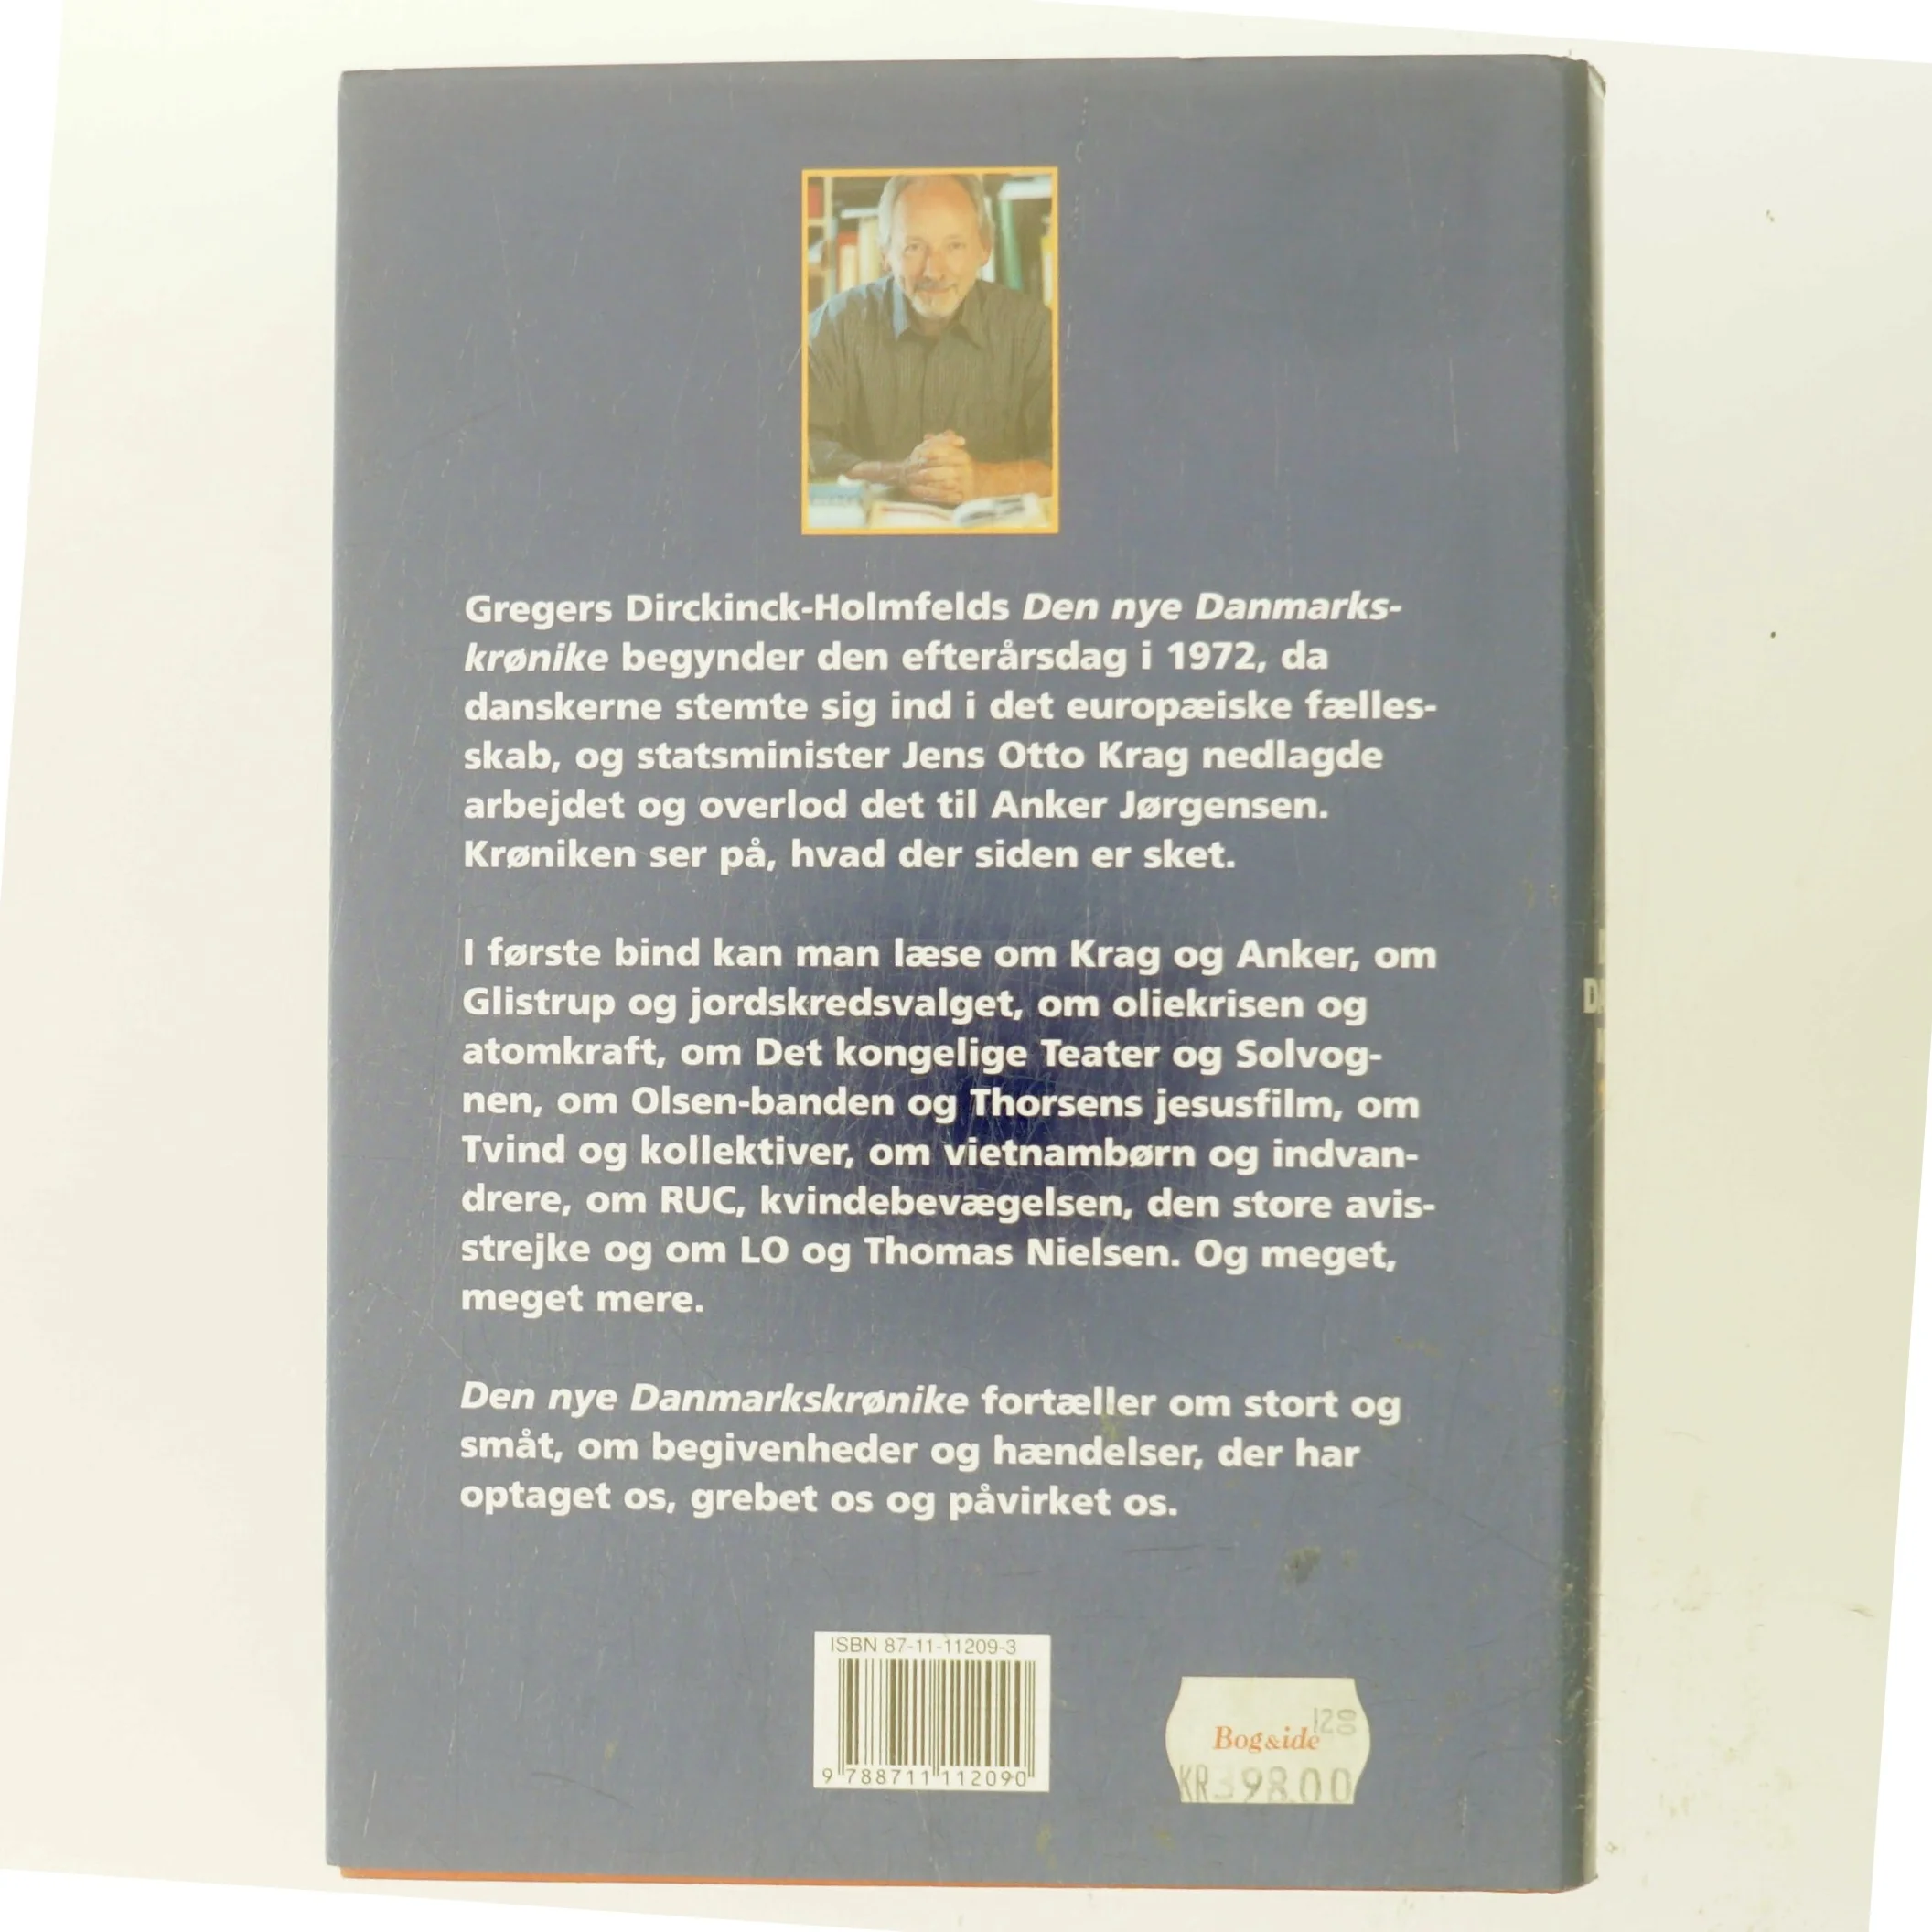 Gregers Dirckinck-Holmfelds Den nye Danmarks-
krønike begynder den efterårsdag i 1972, da
danskerne stemte sig ind i det europæiske fælles-
skab, og statsminister Jens Otto Krag nedlagde
arbejdet og overlod det til Anker Jørgensen.
Krøniken ser på, hvad der siden er sket.
I første bind kan man læse om Krag og Anker, om
Glistrup og jordskredsvalget, om oliekrisen og
atomkraft, om Det kongelige Teater og Solvog-
nen, om Olsen-banden og Thorsens jesusfilm, om
Tvind og kollektiver, om vietnambørn og indvan-
drere, om RUC, kvindebevægelsen, den store avis-
strejke og om LO og Thomas Nielsen. Og meget,
meget mere.
Den nye Danmarkskrønike fortæller om stort og
småt, om begivenheder og hændelser, der har
optaget os, grebet os og påvirket os.
ISBN 87-11-11209-3
9 788711 112090
1209
Bog&ide
KR 398.00